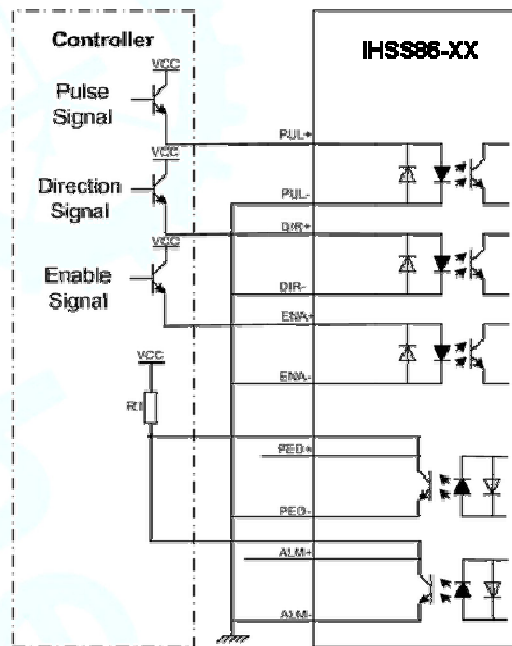 Controller
IHSS86-XX
VCC
Pulse
Signal
PUL+
VCC
Direction
Signal
PUL-
DIR+
VCC
Enable
Signal
DIR-
ENA+
VCC
ENA-
R1
PED+
PED-
ALM+
ALM-